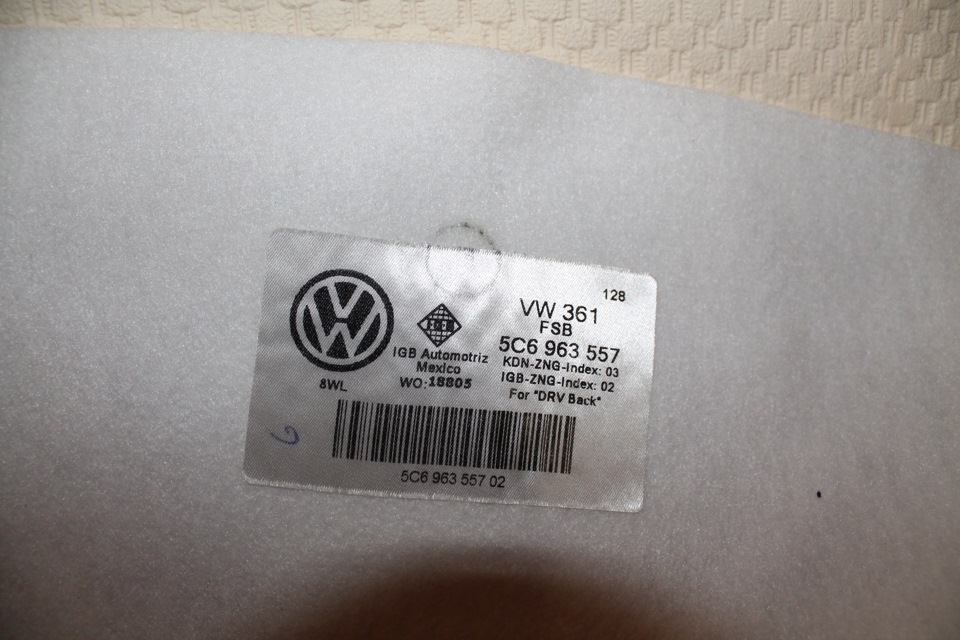 128
VW 361
FSB
5C6 963 557
KDN-ZNG-Index: 03
IGB-ZNG-Index: 02
For "DRV Back"
IGB
IGB Automotriz
Mexico
WO:18805
8WL
5C6 963 557 02